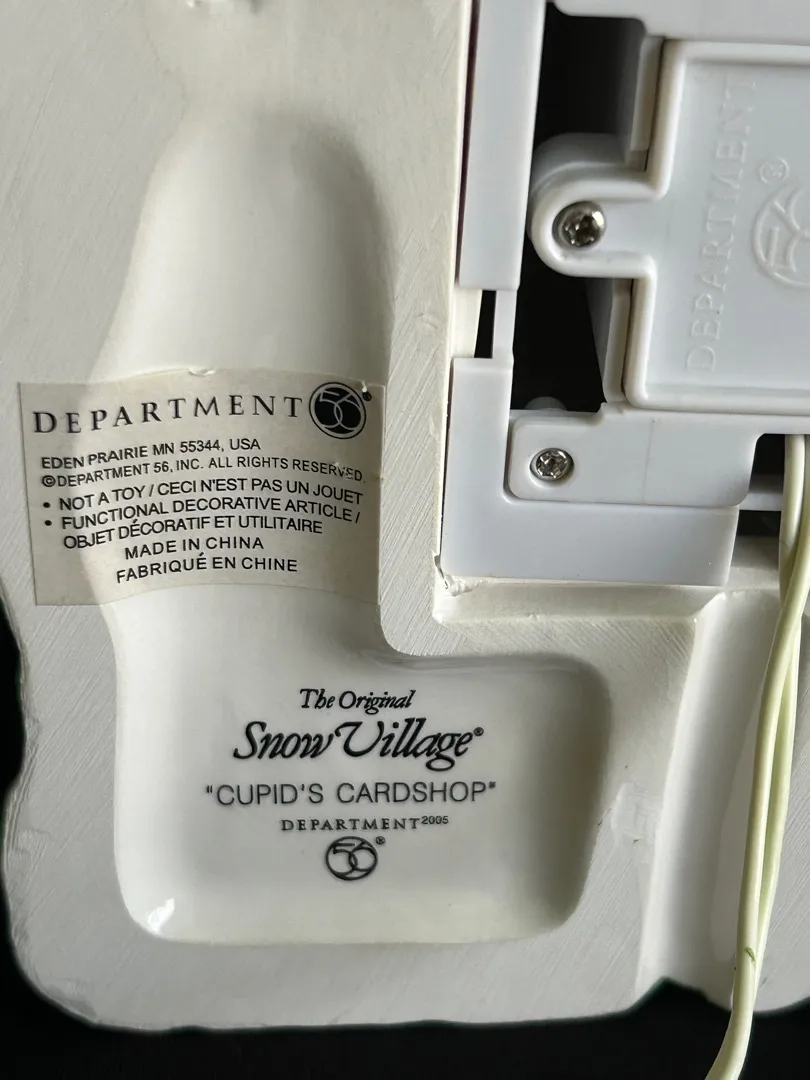 DEPARTMENT 56®
EDEN PRAIRIE MN 55344, USA
©DEPARTMENT 56, INC. ALL RIGHTS RESERVED.
• NOT A TOY / CECI N'EST PAS UN JOUET
• FUNCTIONAL DECORATIVE ARTICLE /
OBJET DÉCORATIF ET UTILITAIRE
MADE IN CHINA
FABRIQUÉ EN CHINE
DEPARTMENT 56®
The Original
Snow Village®
"CUPID'S CARDSHOP"
DEPARTMENT 2005
56®